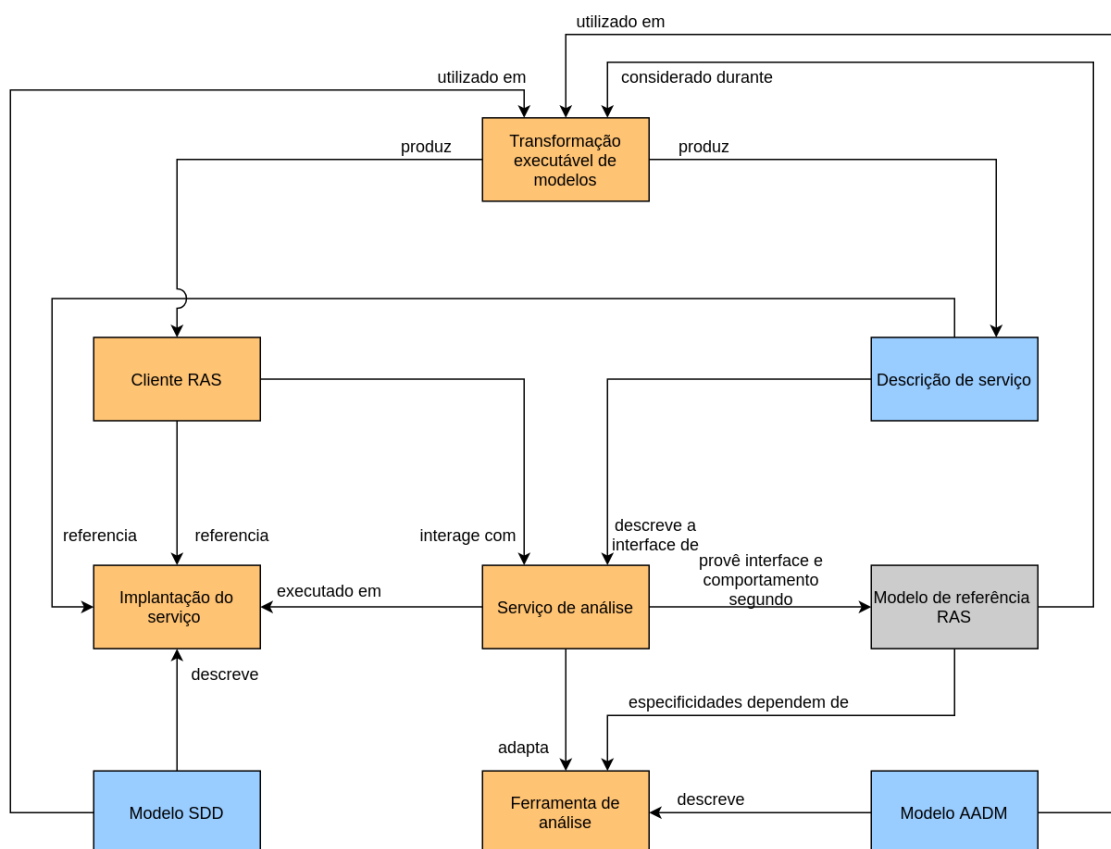 utilizado em
utilizado em
considerado durante
Transformação
executável de
modelos
produz
produz
Cliente RAS
Descrição de serviço
referencia
referencia
interage com
descreve a
interface de
provê interface e
comportamento
segundo
executado em
Implantação do
serviço
Serviço de análise
Modelo de referência
RAS
descreve
especificidades dependem de
adapta
Modelo SDD
Ferramenta de
análise
descreve
Modelo AADM